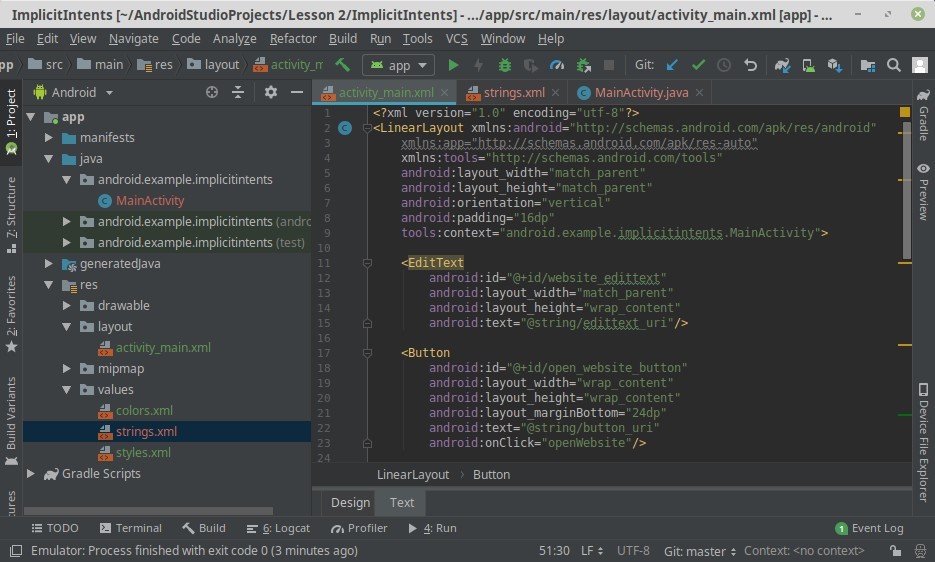 ImplicitIntents [~/AndroidStudioProjects/Lesson 2/ImplicitIntents] - .../app/src/main/res/layout/activity_main.xml [app] - ...
File Edit View Navigate Code Analyze Refactor Build Run Tools VCS Window Help
pp src main res layout activity_m app Git:
1: Project
7: Structure
2: Favorites
Build Variants
Android
app
manifests
java
android.example.implicitintents
MainActivity
android.example.implicitintents (andro
android.example.implicitintents (test)
generatedJava
res
drawable
layout
activity_main.xml
mipmap
values
colors.xml
strings.xml
styles.xml
Gradle Scripts
activity_main.xml strings.xml MainActivity.java
1 <?xml version="1.0" encoding="utf-8"?>
2 <LinearLayout xmlns:android="http://schemas.android.com/apk/res/android"
3 xmlns:app="http://schemas.android.com/apk/res-auto"
4 xmlns:tools="http://schemas.android.com/tools"
5 android:layout_width="match_parent"
6 android:layout_height="match_parent"
7 android:orientation="vertical"
8 android:padding="16dp"
9 tools:context="android.example.implicitintents.MainActivity">
10
11 <EditText
12 android:id="@+id/website_edittext"
13 android:layout_width="match_parent"
14 android:layout_height="wrap_content"
15 android:text="@string/edittext_uri"/>
16
17 <Button
18 android:id="@+id/open_website_button"
19 android:layout_width="wrap_content"
20 android:layout_height="wrap_content"
21 android:layout_marginBottom="24dp"
22 android:text="@string/button_uri"
23 android:onClick="openWebsite"/>
24
LinearLayout Button
Design Text
Gradle
Preview
Device File Explorer
TODO Terminal Build 6: Logcat Profiler 4: Run 1 Event Log
Emulator: Process finished with exit code 0 (3 minutes ago) 51:30 LF UTF-8 Git: master Context: <no context>